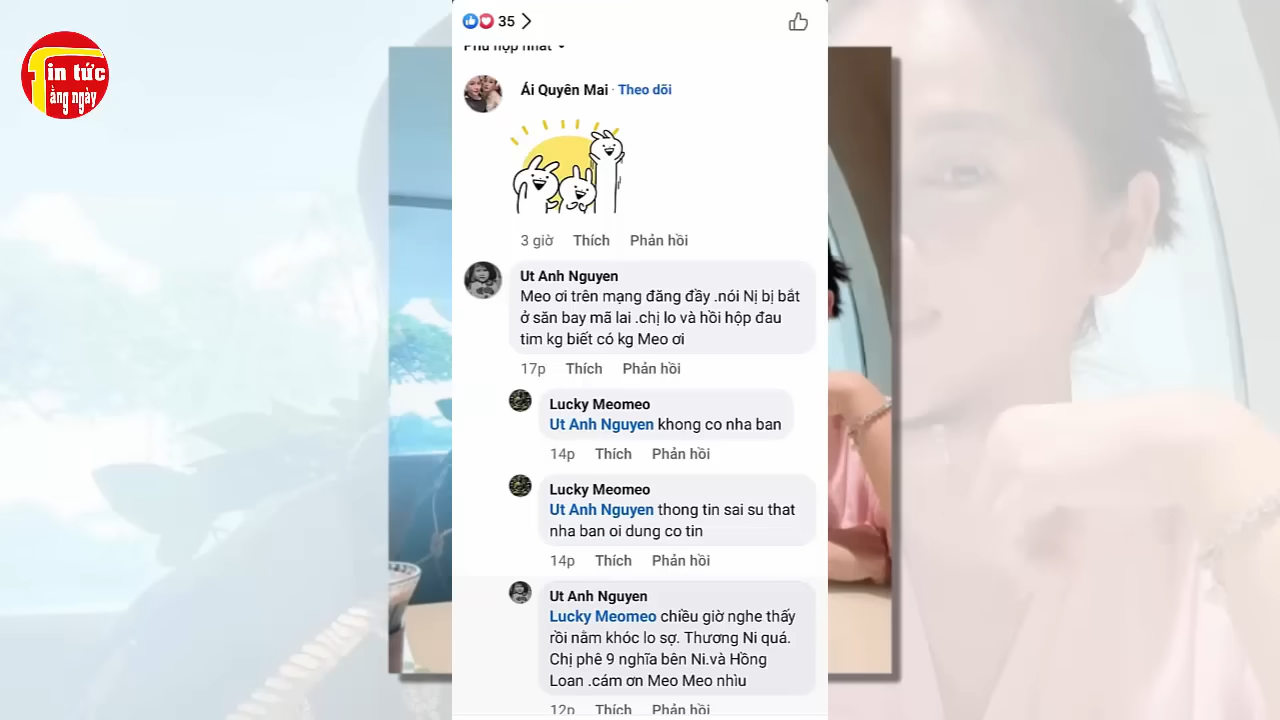 Tin tức
ằng ngày
35
Phù hợp nhất
Ái Quyên Mai · Theo dõi
3 giờ Thích Phản hồi
Ut Anh Nguyen
Meo ơi trên mạng đăng đầy .nói Nị bị bắt
ở săn bay mã lai .chị lo và hồi hộp đau
tim kg biết có kg Meo ơi
17p Thích Phản hồi
Lucky Meomeo
Ut Anh Nguyen khong co nha ban
14p Thích Phản hồi
Lucky Meomeo
Ut Anh Nguyen thong tin sai su that
nha ban oi dung co tin
14p Thích Phản hồi
Ut Anh Nguyen
Lucky Meomeo chiều giờ nghe thấy
rồi nằm khóc lo sợ. Thương Ni quá.
Chị phê 9 nghĩa bên Ni.và Hồng
Loan .cám ơn Meo Meo nhìu
12p Thích Phản hồi